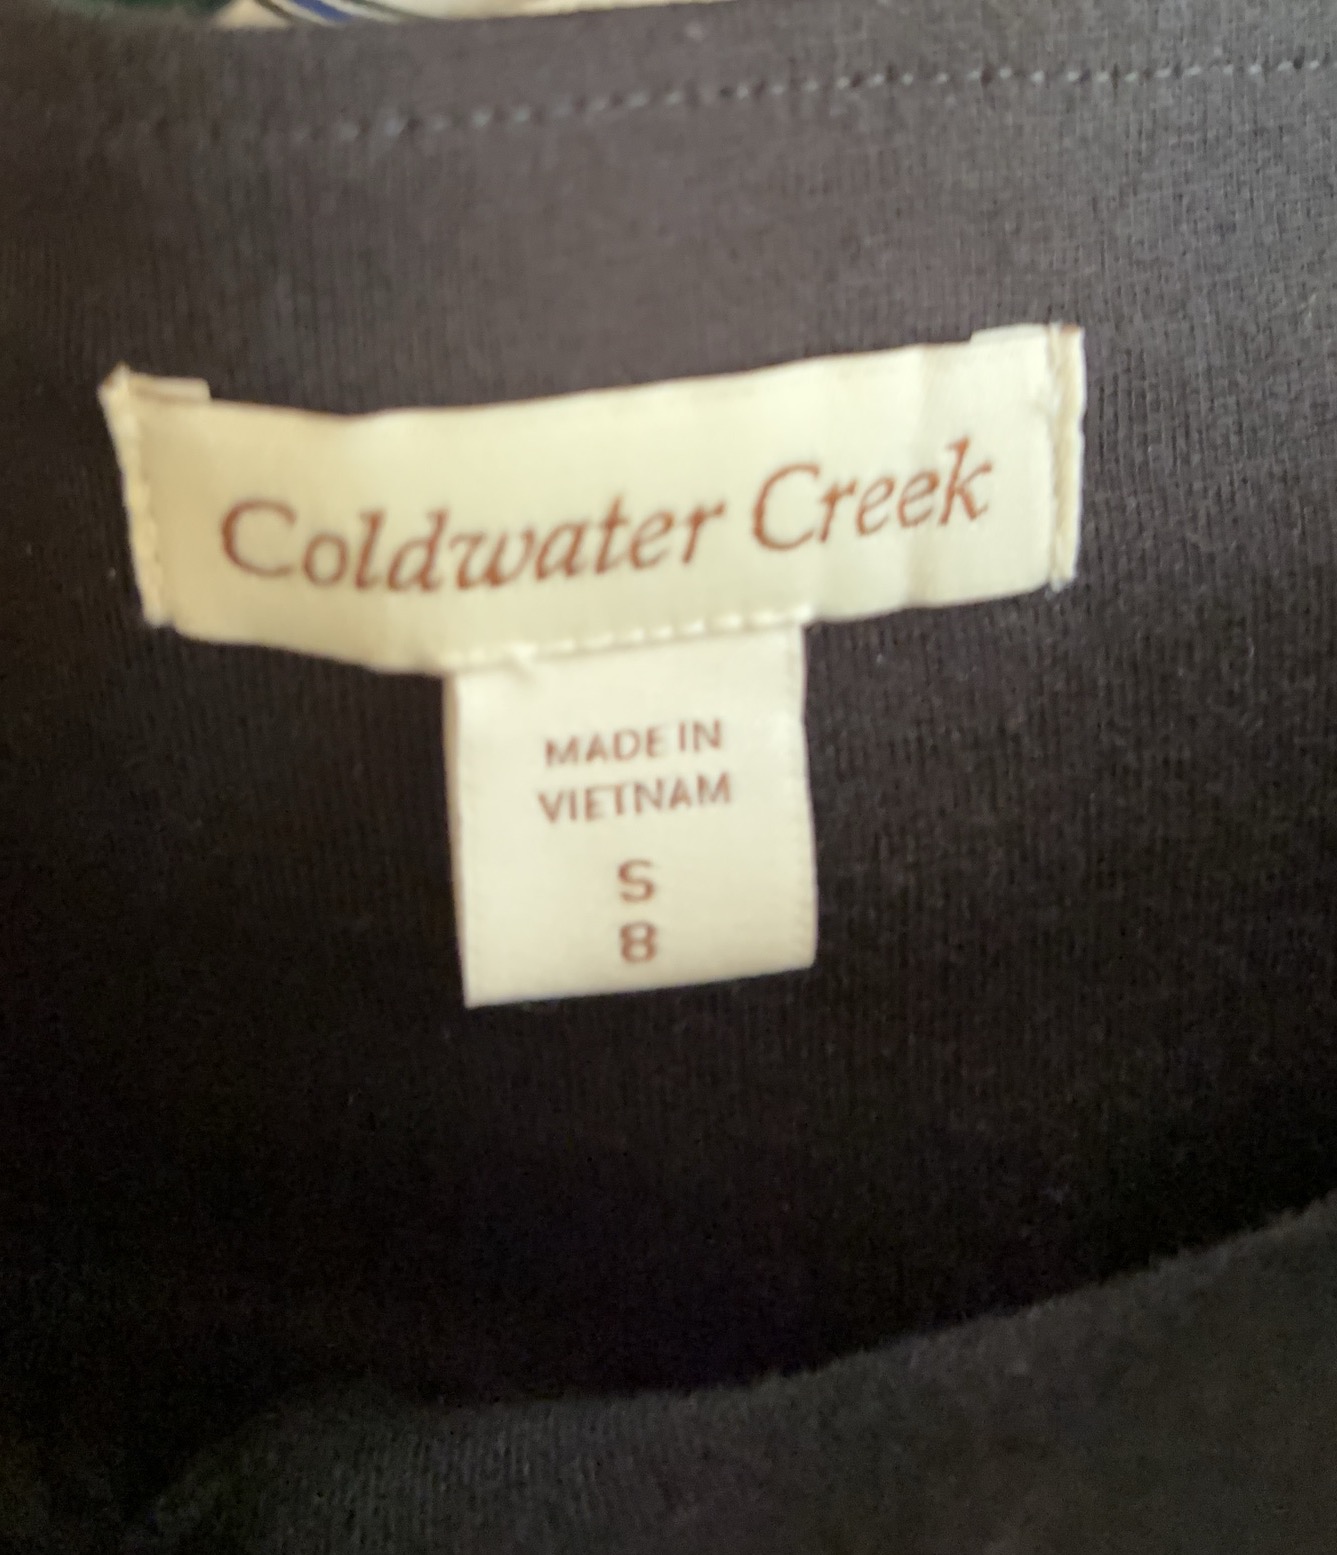 Coldwater Creek
MADE IN
VIETNAM
S
8